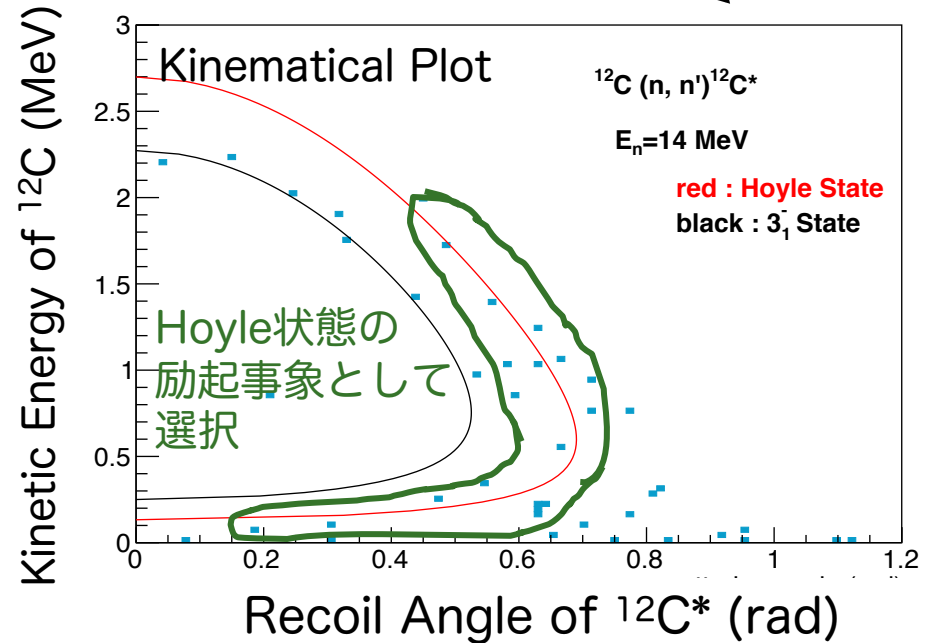 Kinetic Energy of ¹²C (MeV)
3
2.5
2
1.5
1
0.5
0
Kinematical Plot
¹²C (n, n')¹²C*
Eₙ=14 MeV
red : Hoyle State
black : 3₁⁻ State
Hoyle状態の
励起事象として
選択
0 0.2 0.4 0.6 0.8 1 1.2
Recoil Angle of ¹²C* (rad)